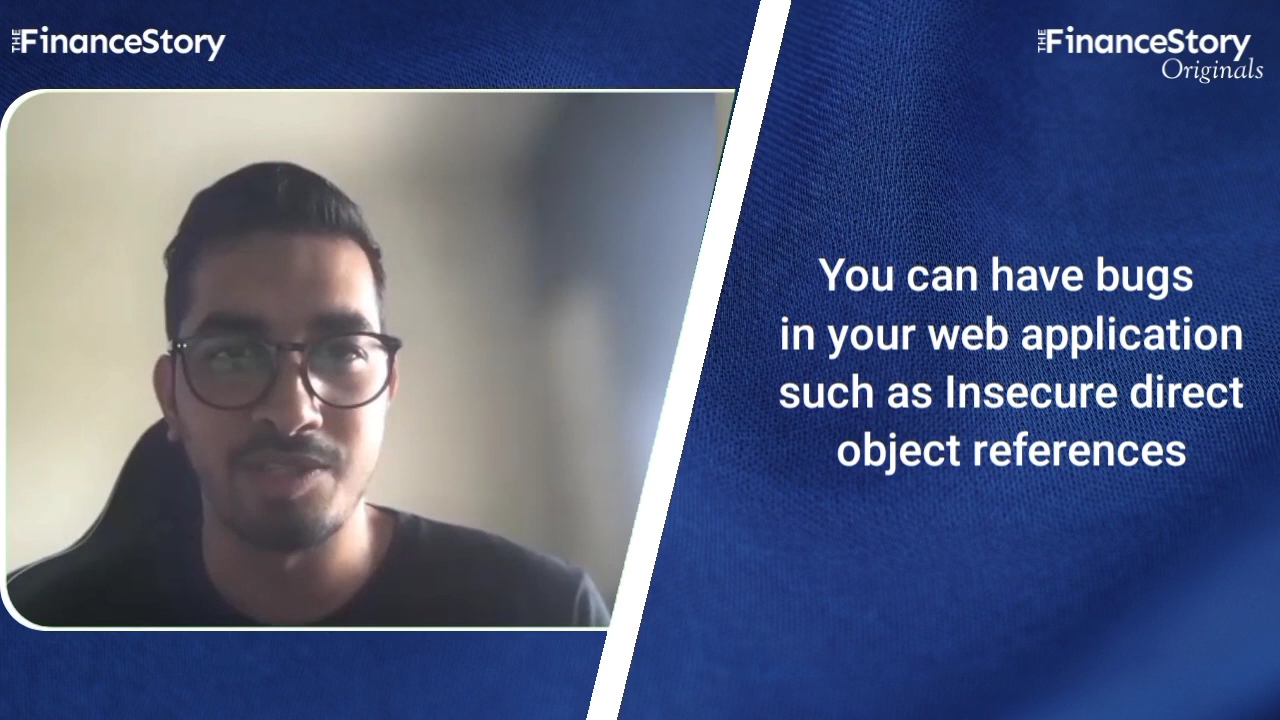 THE FinanceStory
THE FinanceStory
Originals
You can have bugs
in your web application
such as Insecure direct
object references